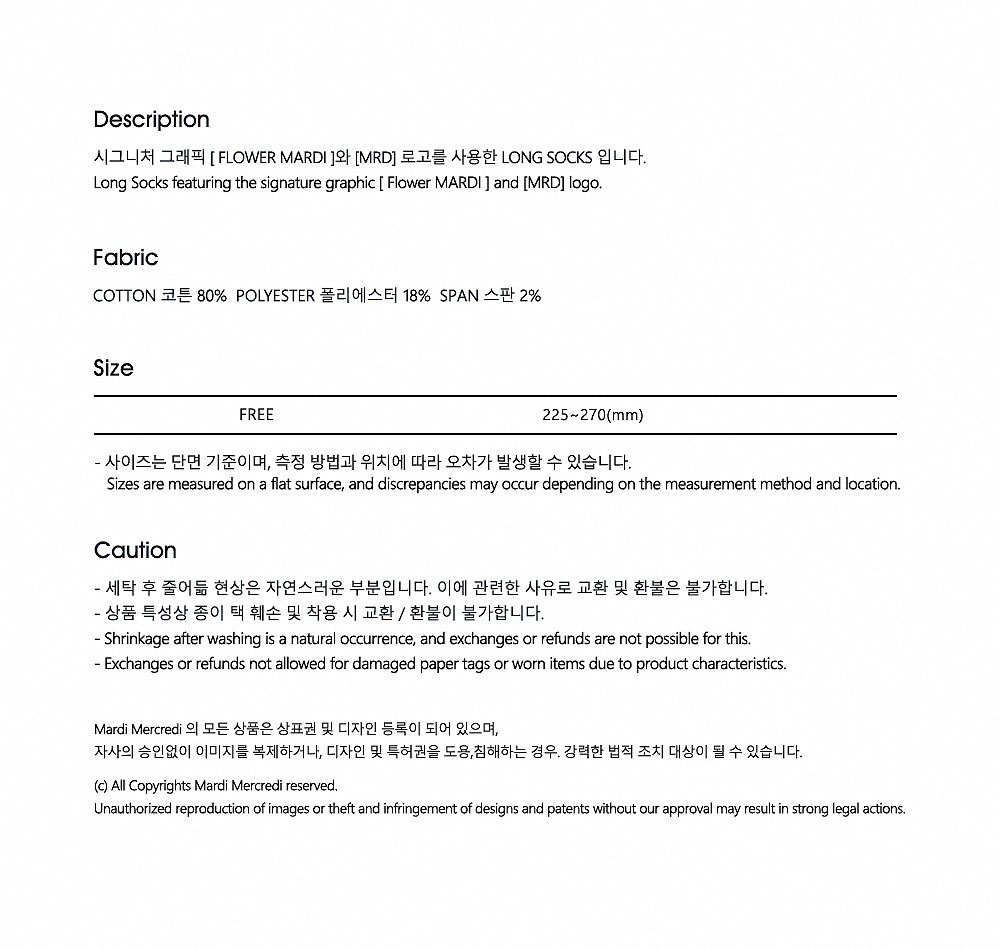 Description
시그니처 그래픽 [ FLOWER MARDI ]와 [MRD] 로고를 사용한 LONG SOCKS 입니다.
Long Socks featuring the signature graphic [ Flower MARDI ] and [MRD] logo.
Fabric
COTTON 코튼 80% POLYESTER 폴리에스터 18% SPAN 스판 2%
Size
FREE 225~270(mm)
- 사이즈는 단면 기준이며, 측정 방법과 위치에 따라 오차가 발생할 수 있습니다.
Sizes are measured on a flat surface, and discrepancies may occur depending on the measurement method and location.
Caution
- 세탁 후 줄어듦 현상은 자연스러운 부분입니다. 이에 관련한 사유로 교환 및 환불은 불가합니다.
- 상품 특성상 종이 택 훼손 및 착용 시 교환 / 환불이 불가합니다.
- Shrinkage after washing is a natural occurrence, and exchanges or refunds are not possible for this.
- Exchanges or refunds not allowed for damaged paper tags or worn items due to product characteristics.
Mardi Mercredi 의 모든 상품은 상표권 및 디자인 등록이 되어 있으며,
자사의 승인없이 이미지를 복제하거나, 디자인 및 특허권을 도용,침해하는 경우. 강력한 법적 조치 대상이 될 수 있습니다.
(c) All Copyrights Mardi Mercredi reserved.
Unauthorized reproduction of images or theft and infringement of designs and patents without our approval may result in strong legal actions.